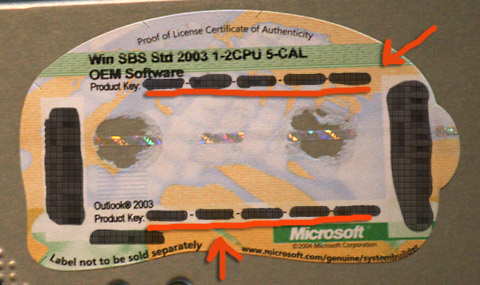 Proof of License Certificate of Authenticity
Win SBS Std 2003 1-2CPU 5-CAL
OEM Software
Product Key:
Outlook® 2003
Product Key:
Microsoft
©2004 Microsoft Corporation
Label not to be sold separately
www.microsoft.com/genuine/systembuilder